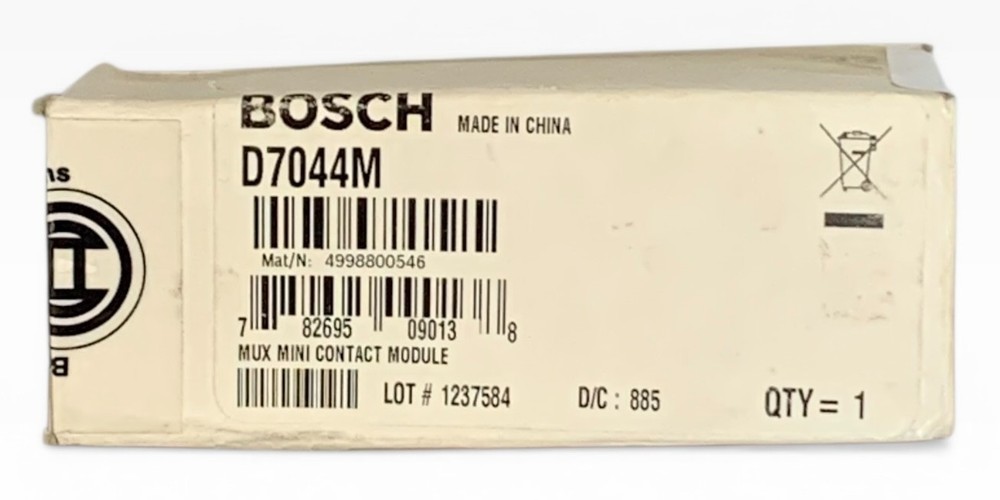 BOSCH MADE IN CHINA
D7044M
Mat/N: 4998800546
7 82695 09013 8
MUX MINI CONTACT MODULE
LOT # 1237584 D/C : 885 QTY = 1